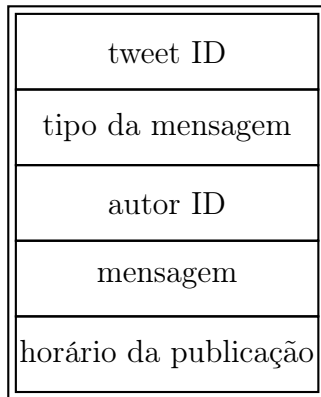 tweet ID
tipo da mensagem
autor ID
mensagem
horário da publicação